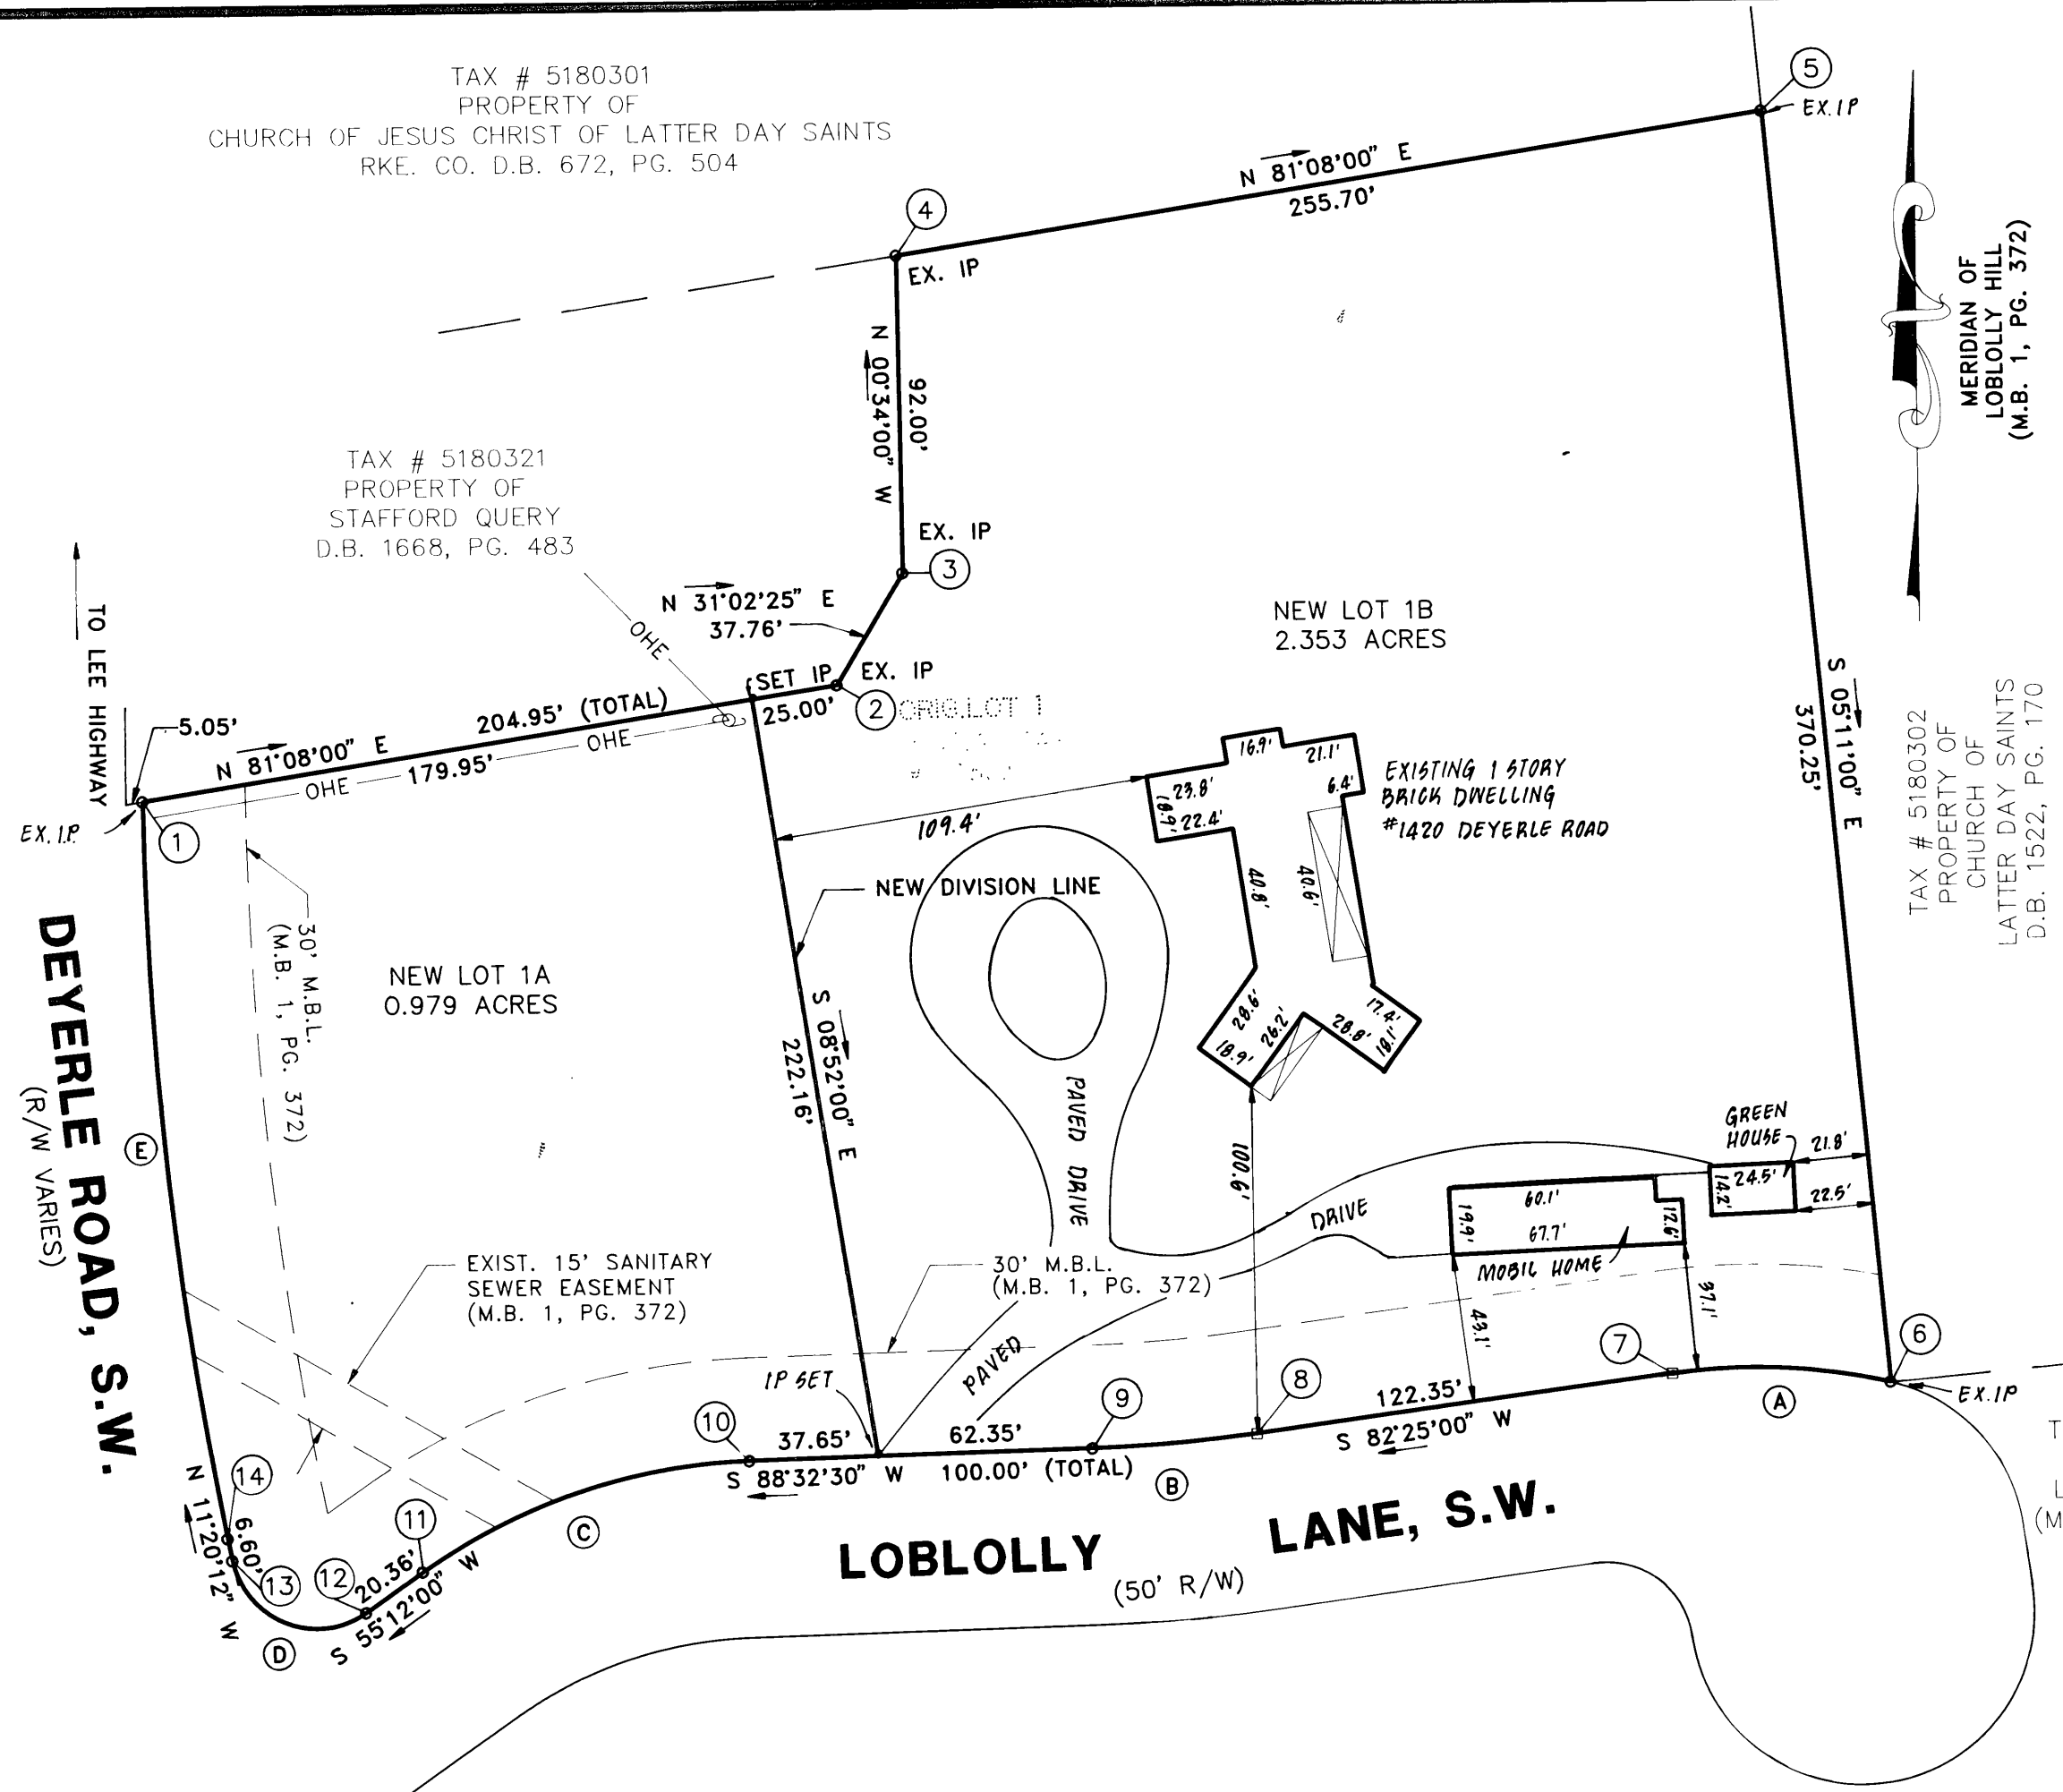 TAX # 5180301
PROPERTY OF
CHURCH OF JESUS CHRIST OF LATTER DAY SAINTS
RKE. CO. D.B. 672, PG. 504
5
EX. IP
N 81°08'00" E
255.70'
4
EX. IP
MERIDIAN OF
LOBLOLLY HILL
(M.B. 1, PG. 372)
N 00°34'00" W
92.00'
TAX # 5180321
PROPERTY OF
STAFFORD QUERY
D.B. 1668, PG. 483
EX. IP
3
N 31°02'25" E
37.76'
OHE
NEW LOT 1B
2.353 ACRES
TO LEE HIGHWAY
SET IP
EX. IP
2
ORIG.LOT 1
25.00'
204.95' (TOTAL)
5.05'
N 81°08'00" E
179.95'
OHE
OHE
EX. I.P.
1
S 05°11'00" E
370.25'
TAX # 5180302
PROPERTY OF
CHURCH OF
LATTER DAY SAINTS
D.B. 1522, PG. 170
16.9'
21.1'
6.4'
23.8'
18.9'
22.4'
40.8'
40.6'
28.6'
26.2'
18.9'
28.8'
17.4'
18.1'
EXISTING 1 STORY
BRICK DWELLING
#1420 DEYERLE ROAD
109.4'
NEW DIVISION LINE
30' M.B.L.
(M.B. 1, PG. 372)
NEW LOT 1A
0.979 ACRES
S 08°52'00" E
222.16'
PAVED DRIVE
100.6'
DEYERLE ROAD, S.W.
(R/W VARIES)
E
GREEN
HOUSE
21.8'
24.5'
14.2'
22.5'
60.1'
19.9'
67.7'
12.6'
MOBIL HOME
DRIVE
PAVED
43.1'
37.1'
EXIST. 15' SANITARY
SEWER EASEMENT
(M.B. 1, PG. 372)
30' M.B.L.
(M.B. 1, PG. 372)
IP SET
6
EX. IP
7
A
8
122.35'
S 82°25'00" W
9
10
37.65'
62.35'
S 88°32'30" W
100.00' (TOTAL)
B
C
11
20.36'
S 55°12'00" W
12
D
13
14
6.60'
N 11°20'12" W
LOBLOLLY LANE, S.W.
(50' R/W)
T
L
(M